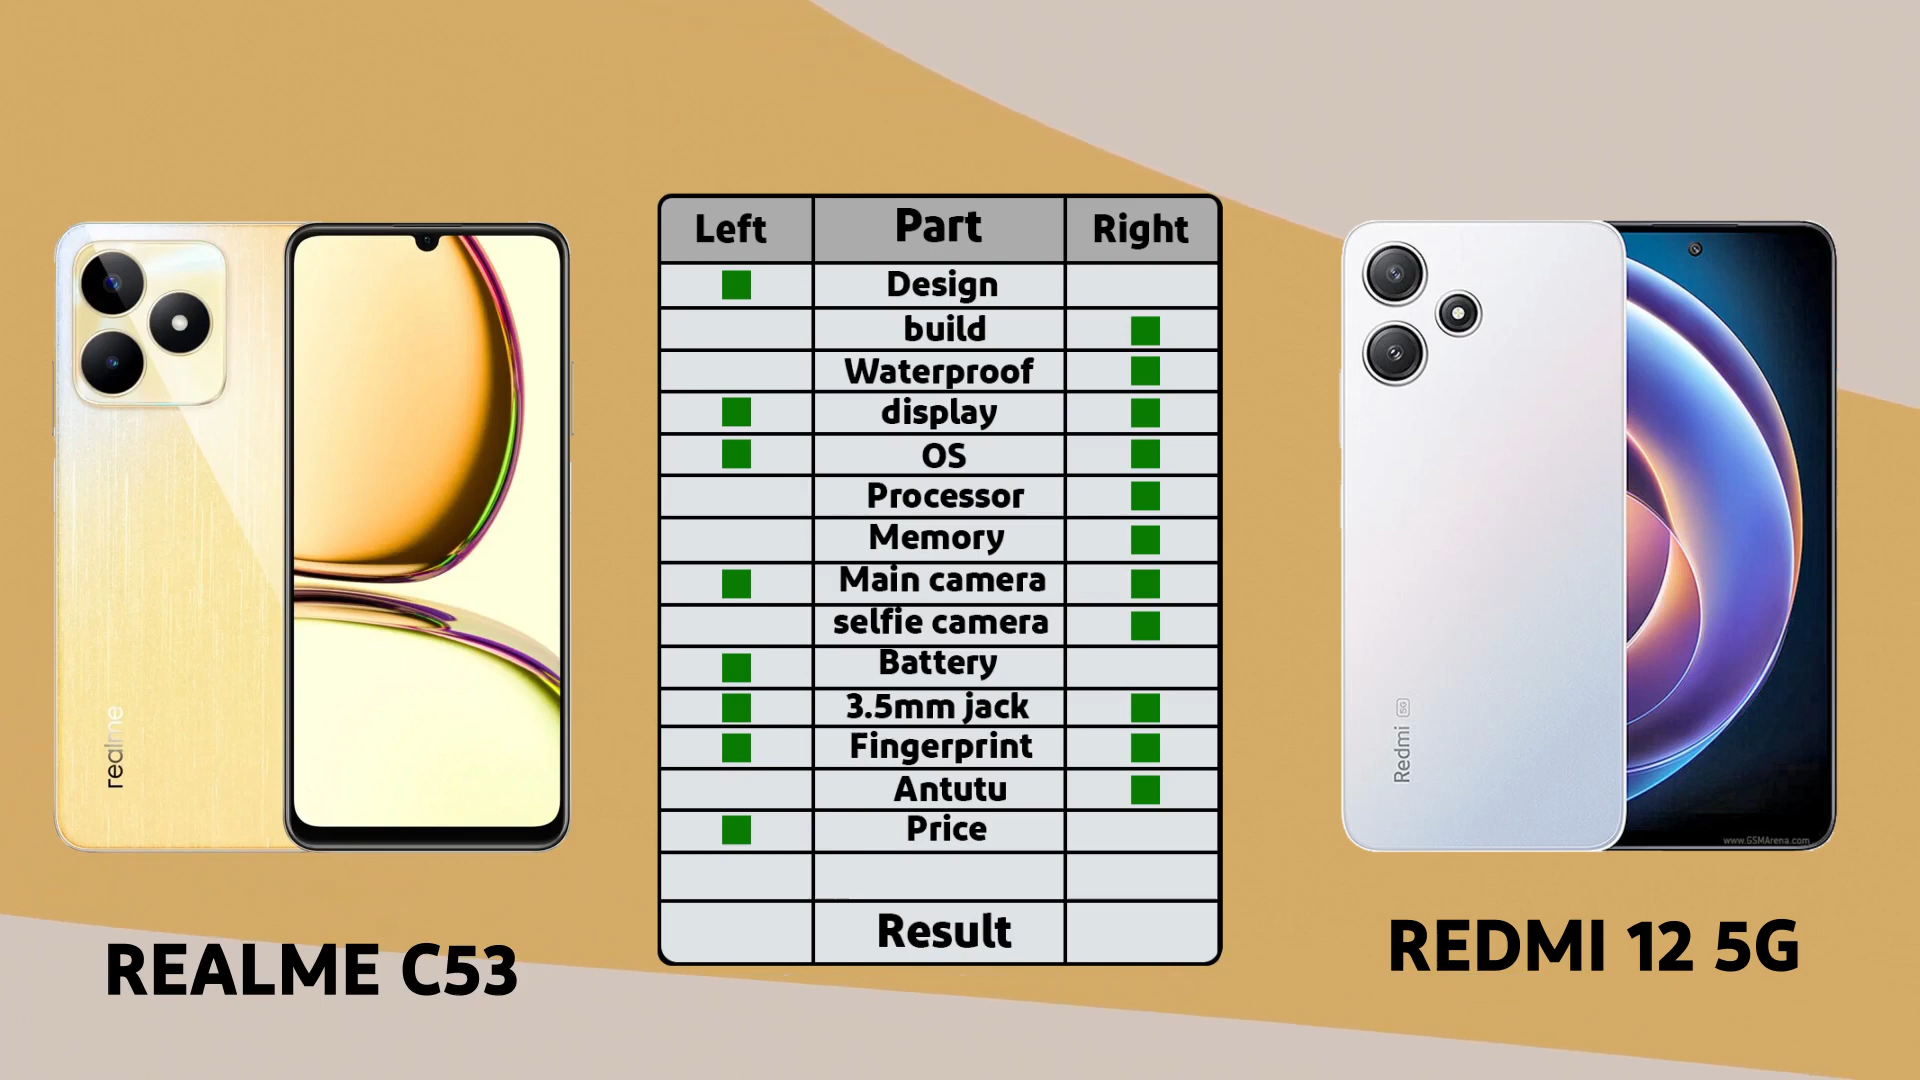 Left Part Right
Design
build
Waterproof
display
OS
Processor
Memory
Main camera
selfie camera
Battery
3.5mm jack
Fingerprint
Antutu
Price
Result
realme
REALME C53
Redmi 5G
www.GSMArena.com
REDMI 12 5G